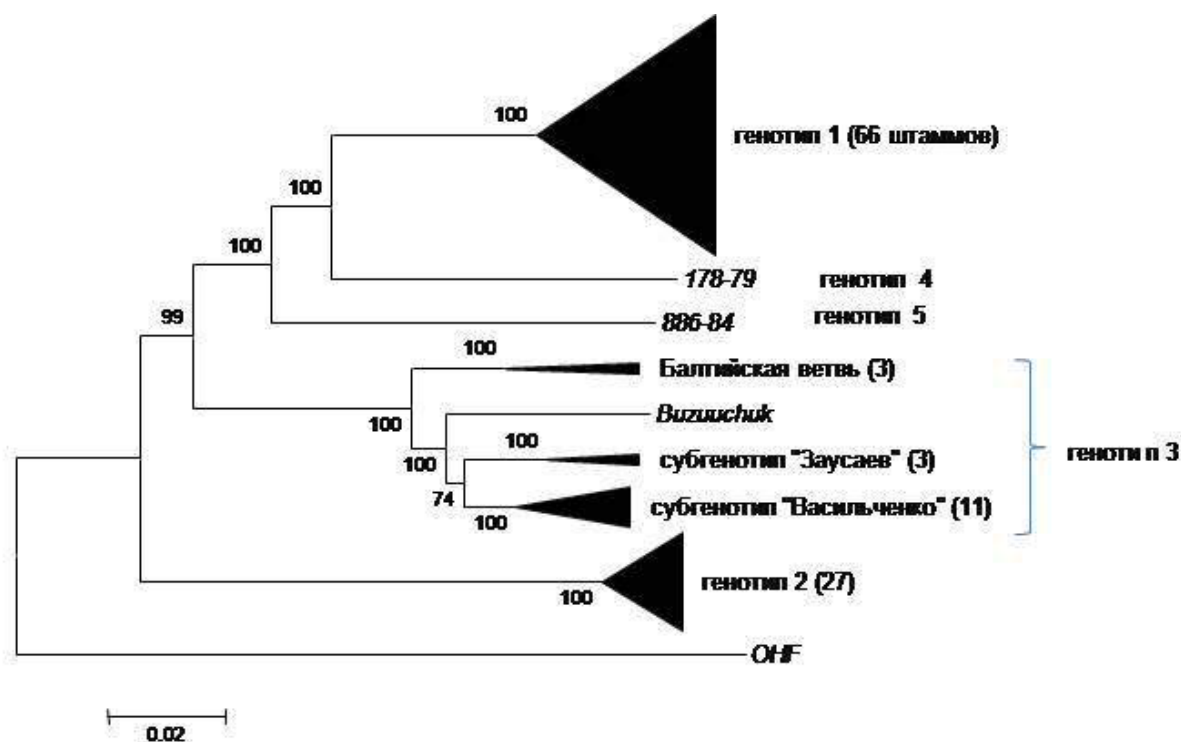 100
генотип 1 (66 штаммов)
100
100
178-79 генотип 4
886-84 генотип 5
99
100
Балтийская ветвь (3)
100
Buzuuchuk
100
100
субгенотип "Заусаев" (3)
генотип 3
74
100
субгенотип "Васильченко" (11)
100
генотип 2 (27)
OHF
0.02